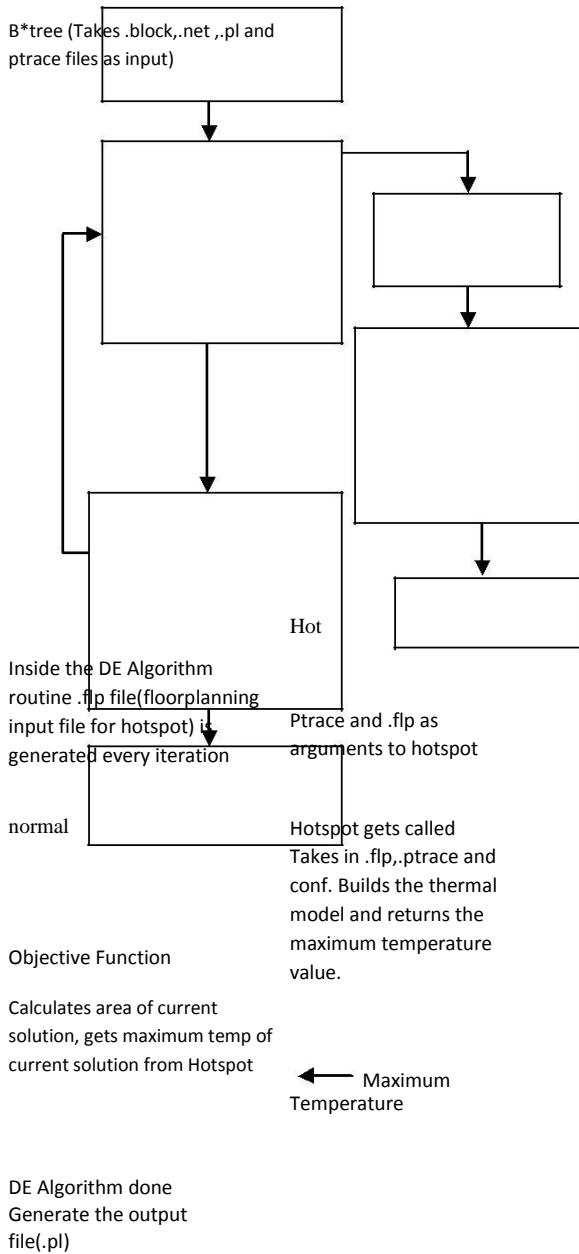 B*tree (Takes .block,.net ,.pl and
ptrace files as input)
Hot
Inside the DE Algorithm
routine .flp file(floorplanning
input file for hotspot) is
generated every iteration
Ptrace and .flp as
arguments to hotspot
normal
Hotspot gets called
Takes in .flp,.ptrace and
conf. Builds the thermal
model and returns the
maximum temperature
value.
Objective Function
Calculates area of current
solution, gets maximum temp of
current solution from Hotspot
Maximum
Temperature
DE Algorithm done
Generate the output
file(.pl)